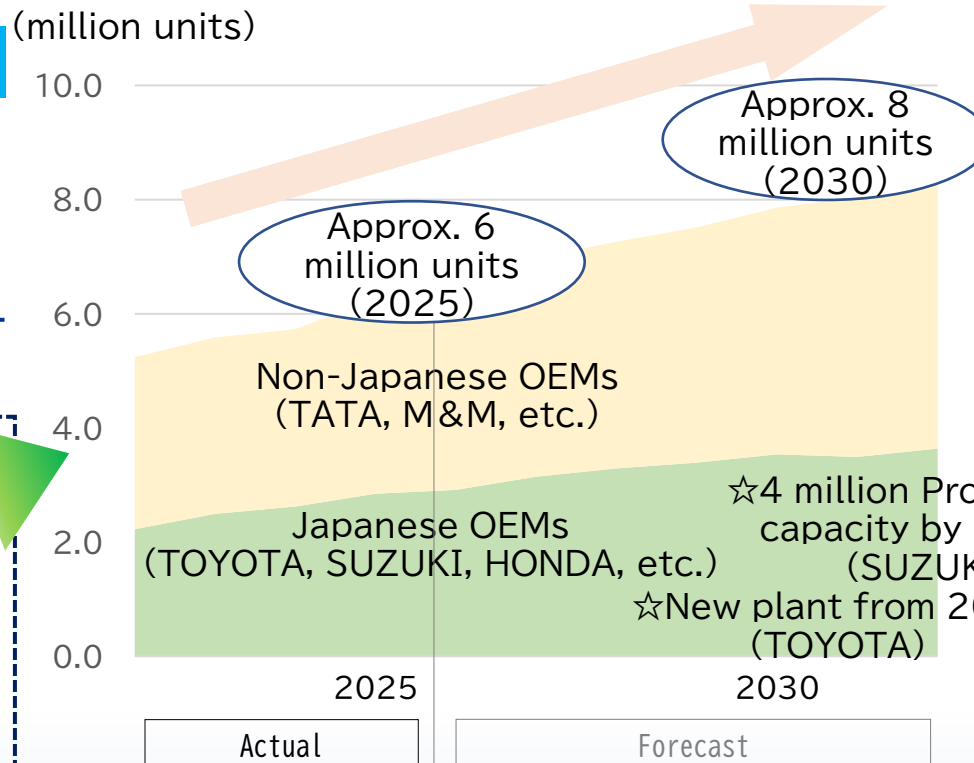 (million units)
10.0
8.0
6.0
4.0
2.0
0.0
Approx. 8
million units
(2030)
Approx. 6
million units
(2025)
Non-Japanese OEMs
(TATA, M&M, etc.)
Japanese OEMs
(TOYOTA, SUZUKI, HONDA, etc.)
☆4 million
capacity by
☆New plant from
(TOYOTA)
2025
2030
Actual
Forecast